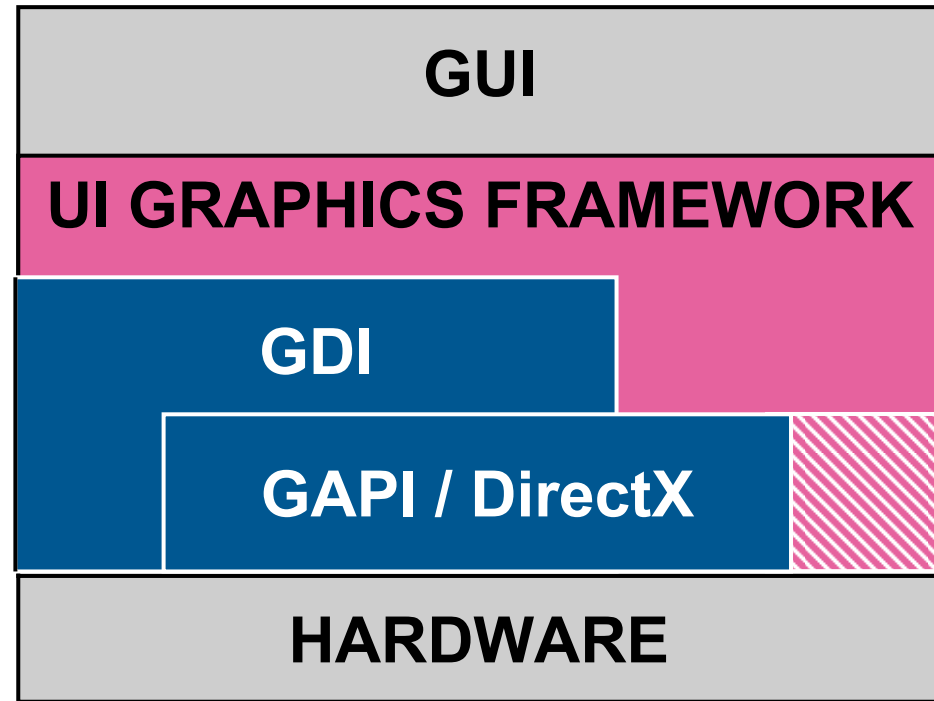 GUI
UI GRAPHICS FRAMEWORK
GDI
GAPI / DirectX
HARDWARE